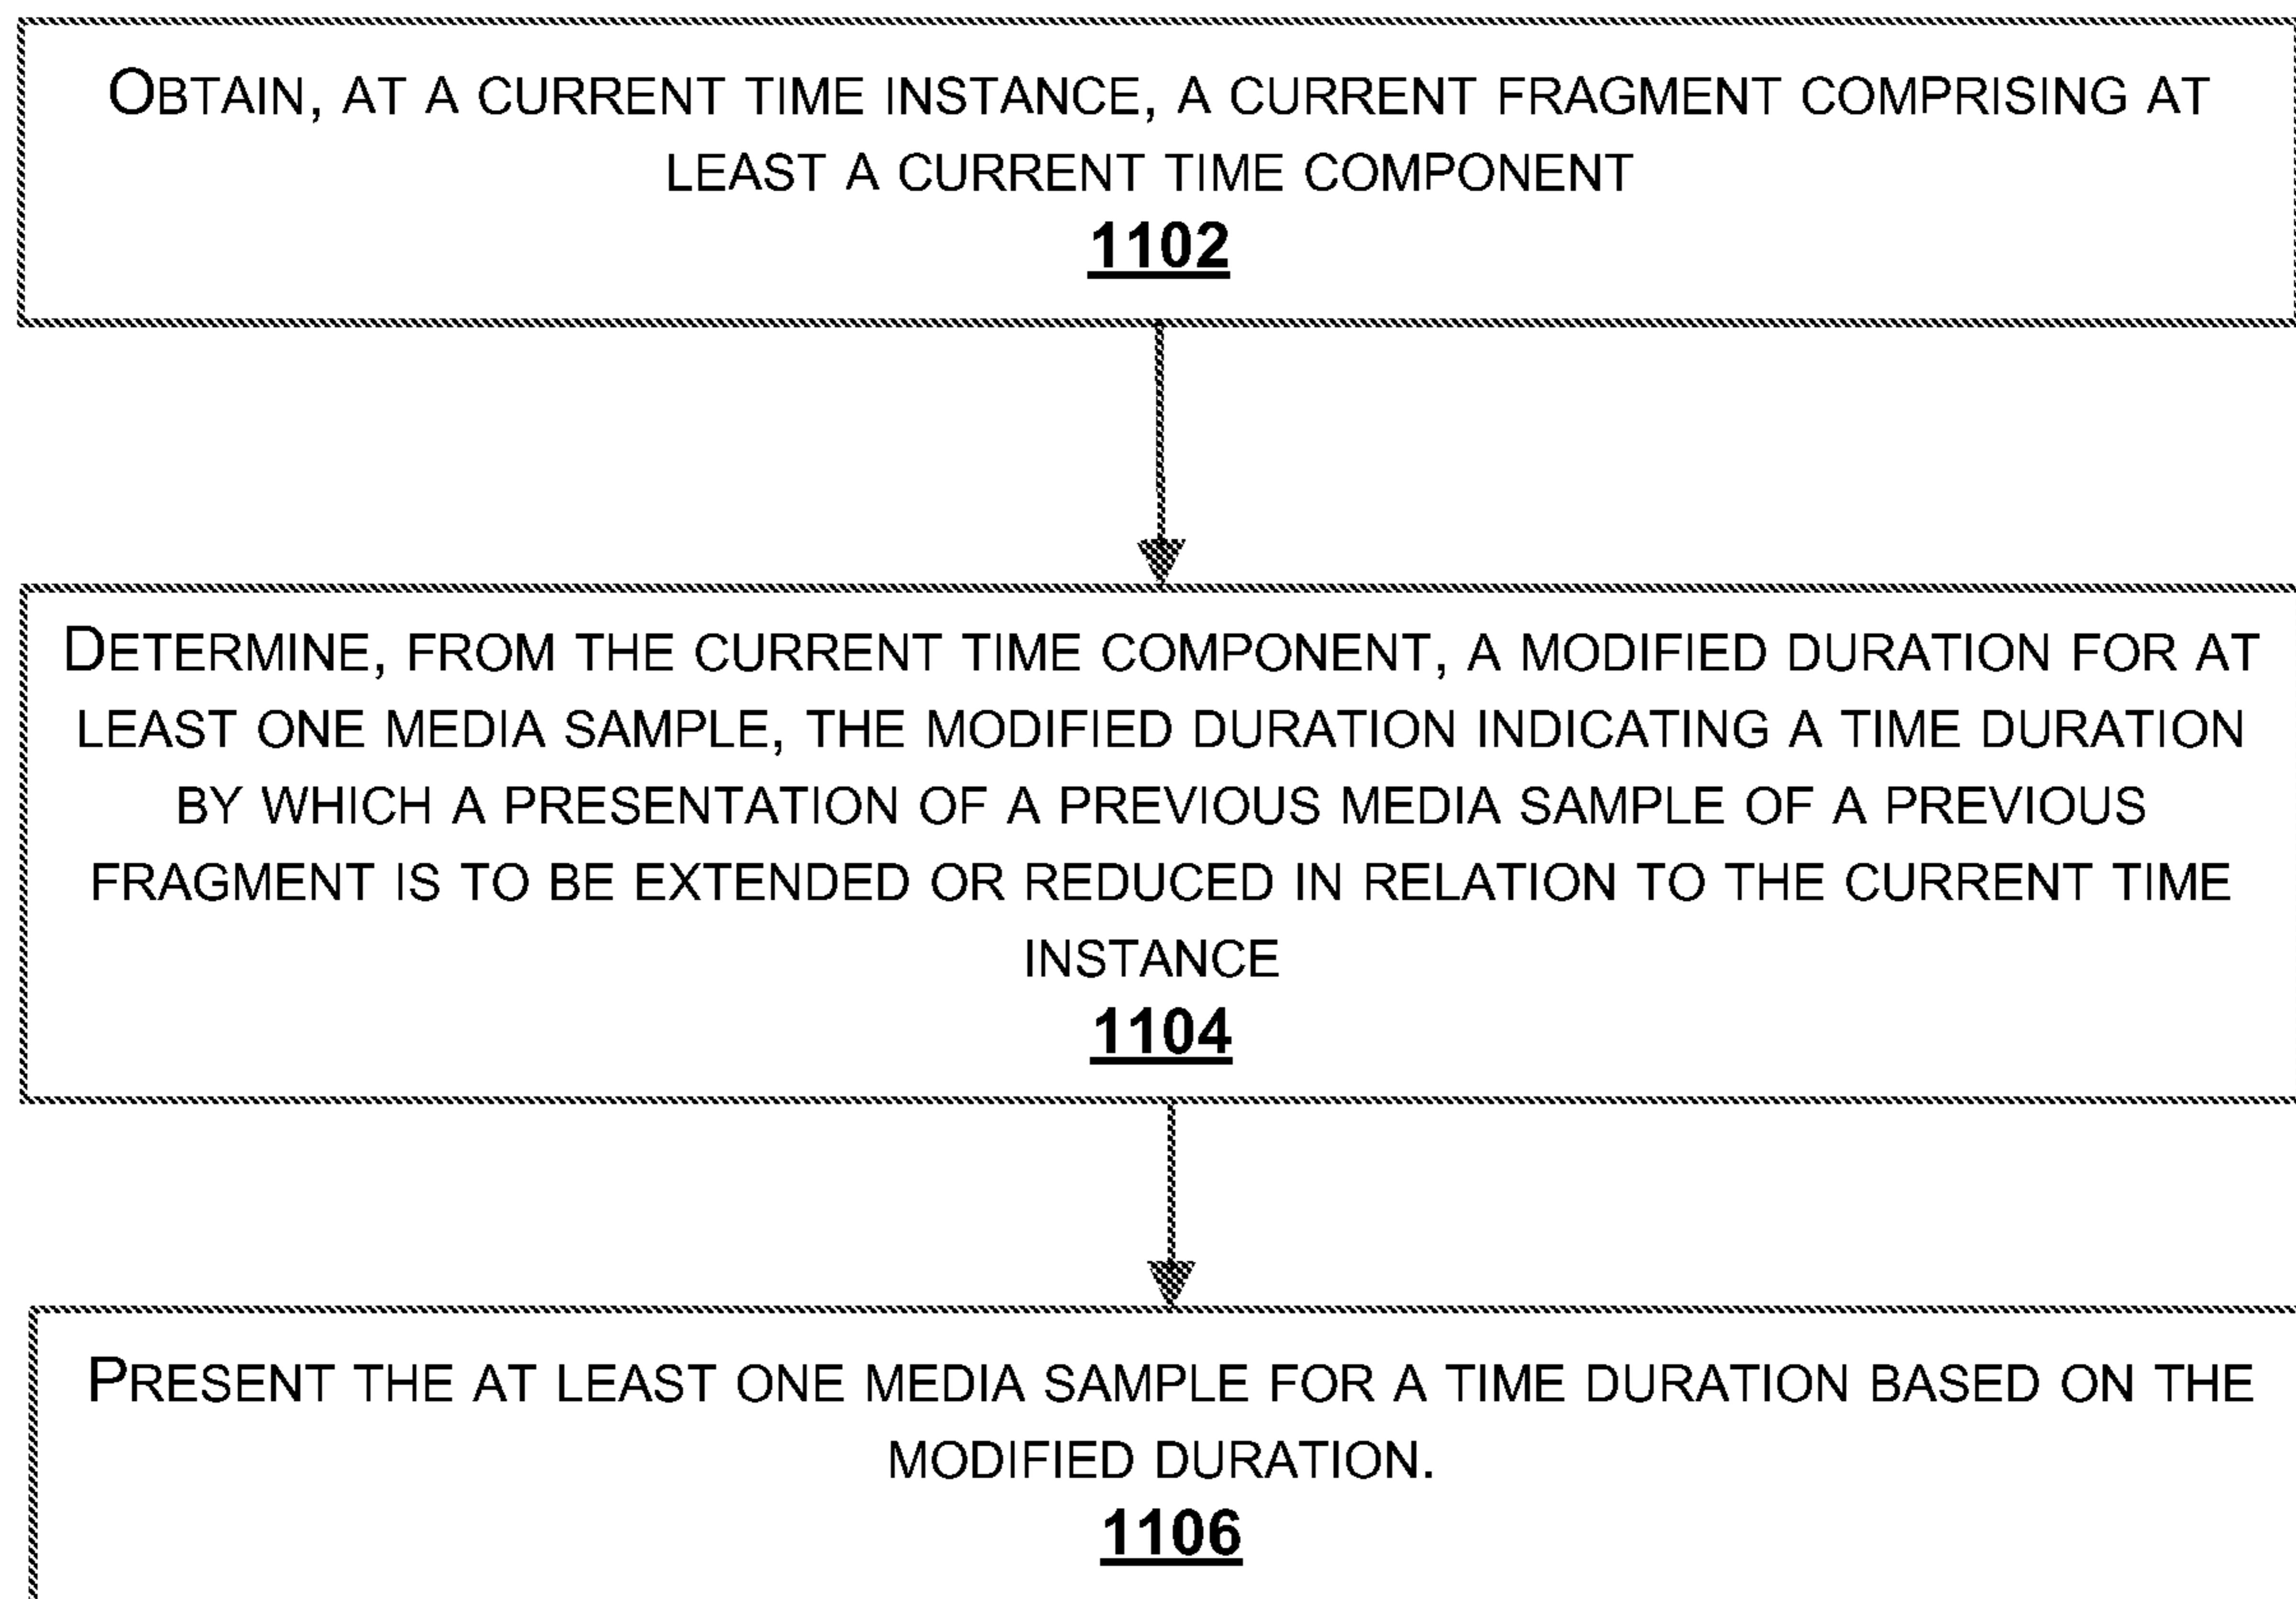 OBTAIN, AT A CURRENT TIME INSTANCE, A CURRENT FRAGMENT COMPRISING AT
LEAST A CURRENT TIME COMPONENT
1102
DETERMINE, FROM THE CURRENT TIME COMPONENT, A MODIFIED DURATION FOR AT
LEAST ONE MEDIA SAMPLE, THE MODIFIED DURATION INDICATING A TIME DURATION
BY WHICH A PRESENTATION OF A PREVIOUS MEDIA SAMPLE OF A PREVIOUS
FRAGMENT IS TO BE EXTENDED OR REDUCED IN RELATION TO THE CURRENT TIME
INSTANCE
1104
PRESENT THE AT LEAST ONE MEDIA SAMPLE FOR A TIME DURATION BASED ON THE
MODIFIED DURATION.
1106